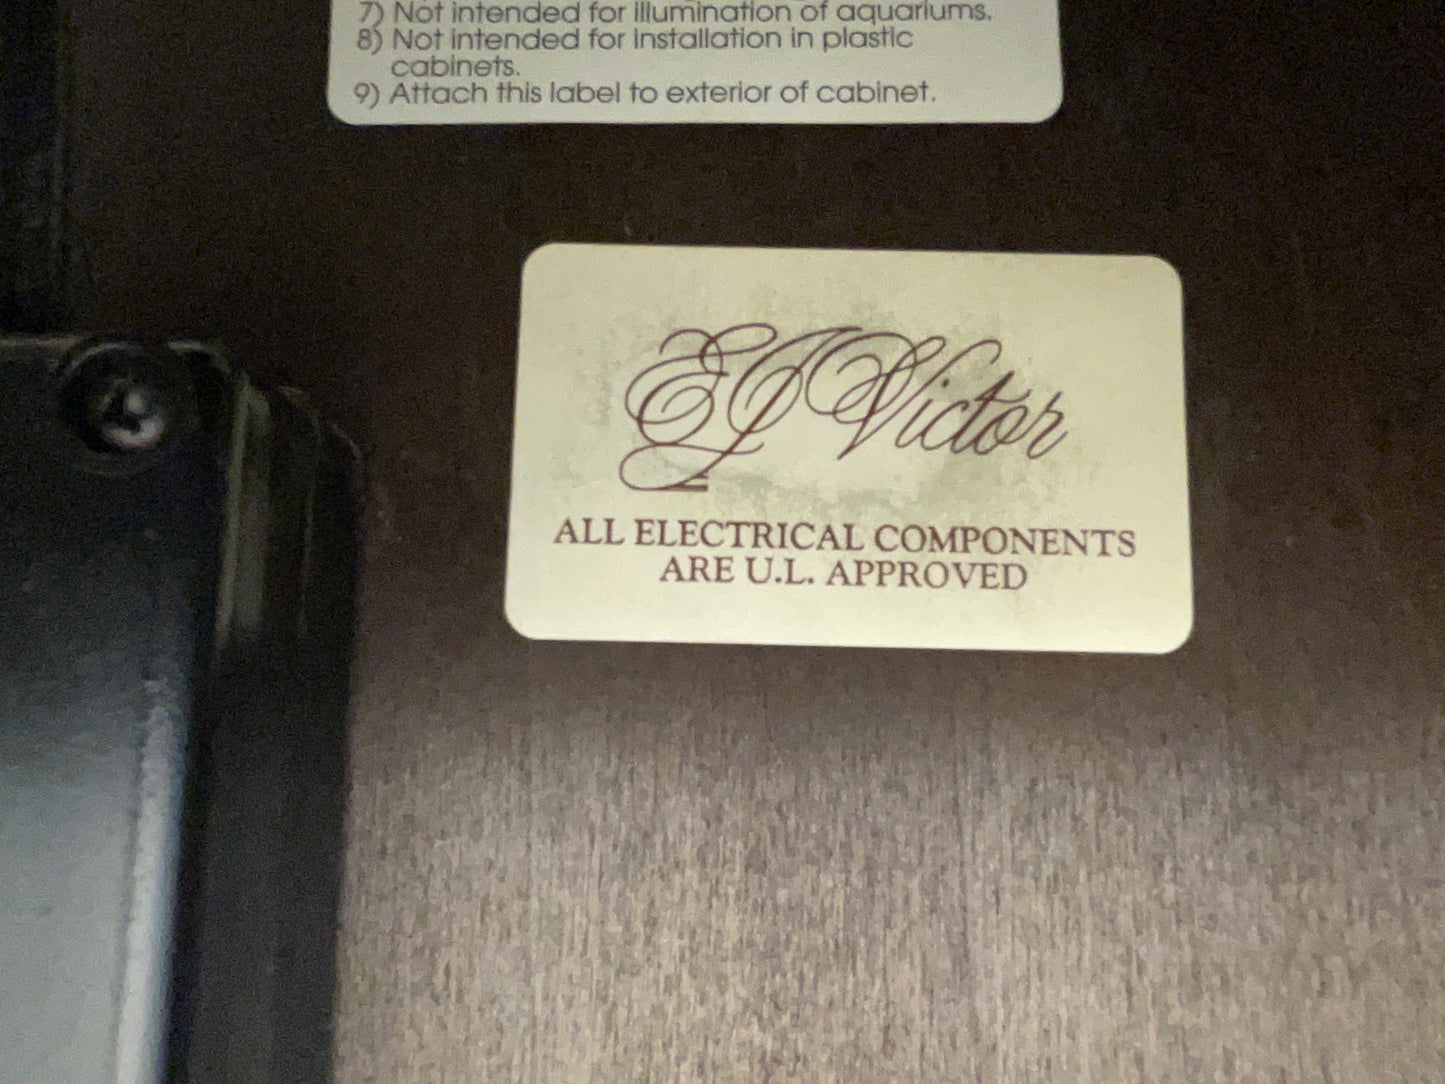 7) Not intended for illumination of aquariums.
8) Not intended for installation in plastic
cabinets.
9) Attach this label to exterior of cabinet.
EJ Victor
ALL ELECTRICAL COMPONENTS
ARE U.L. APPROVED